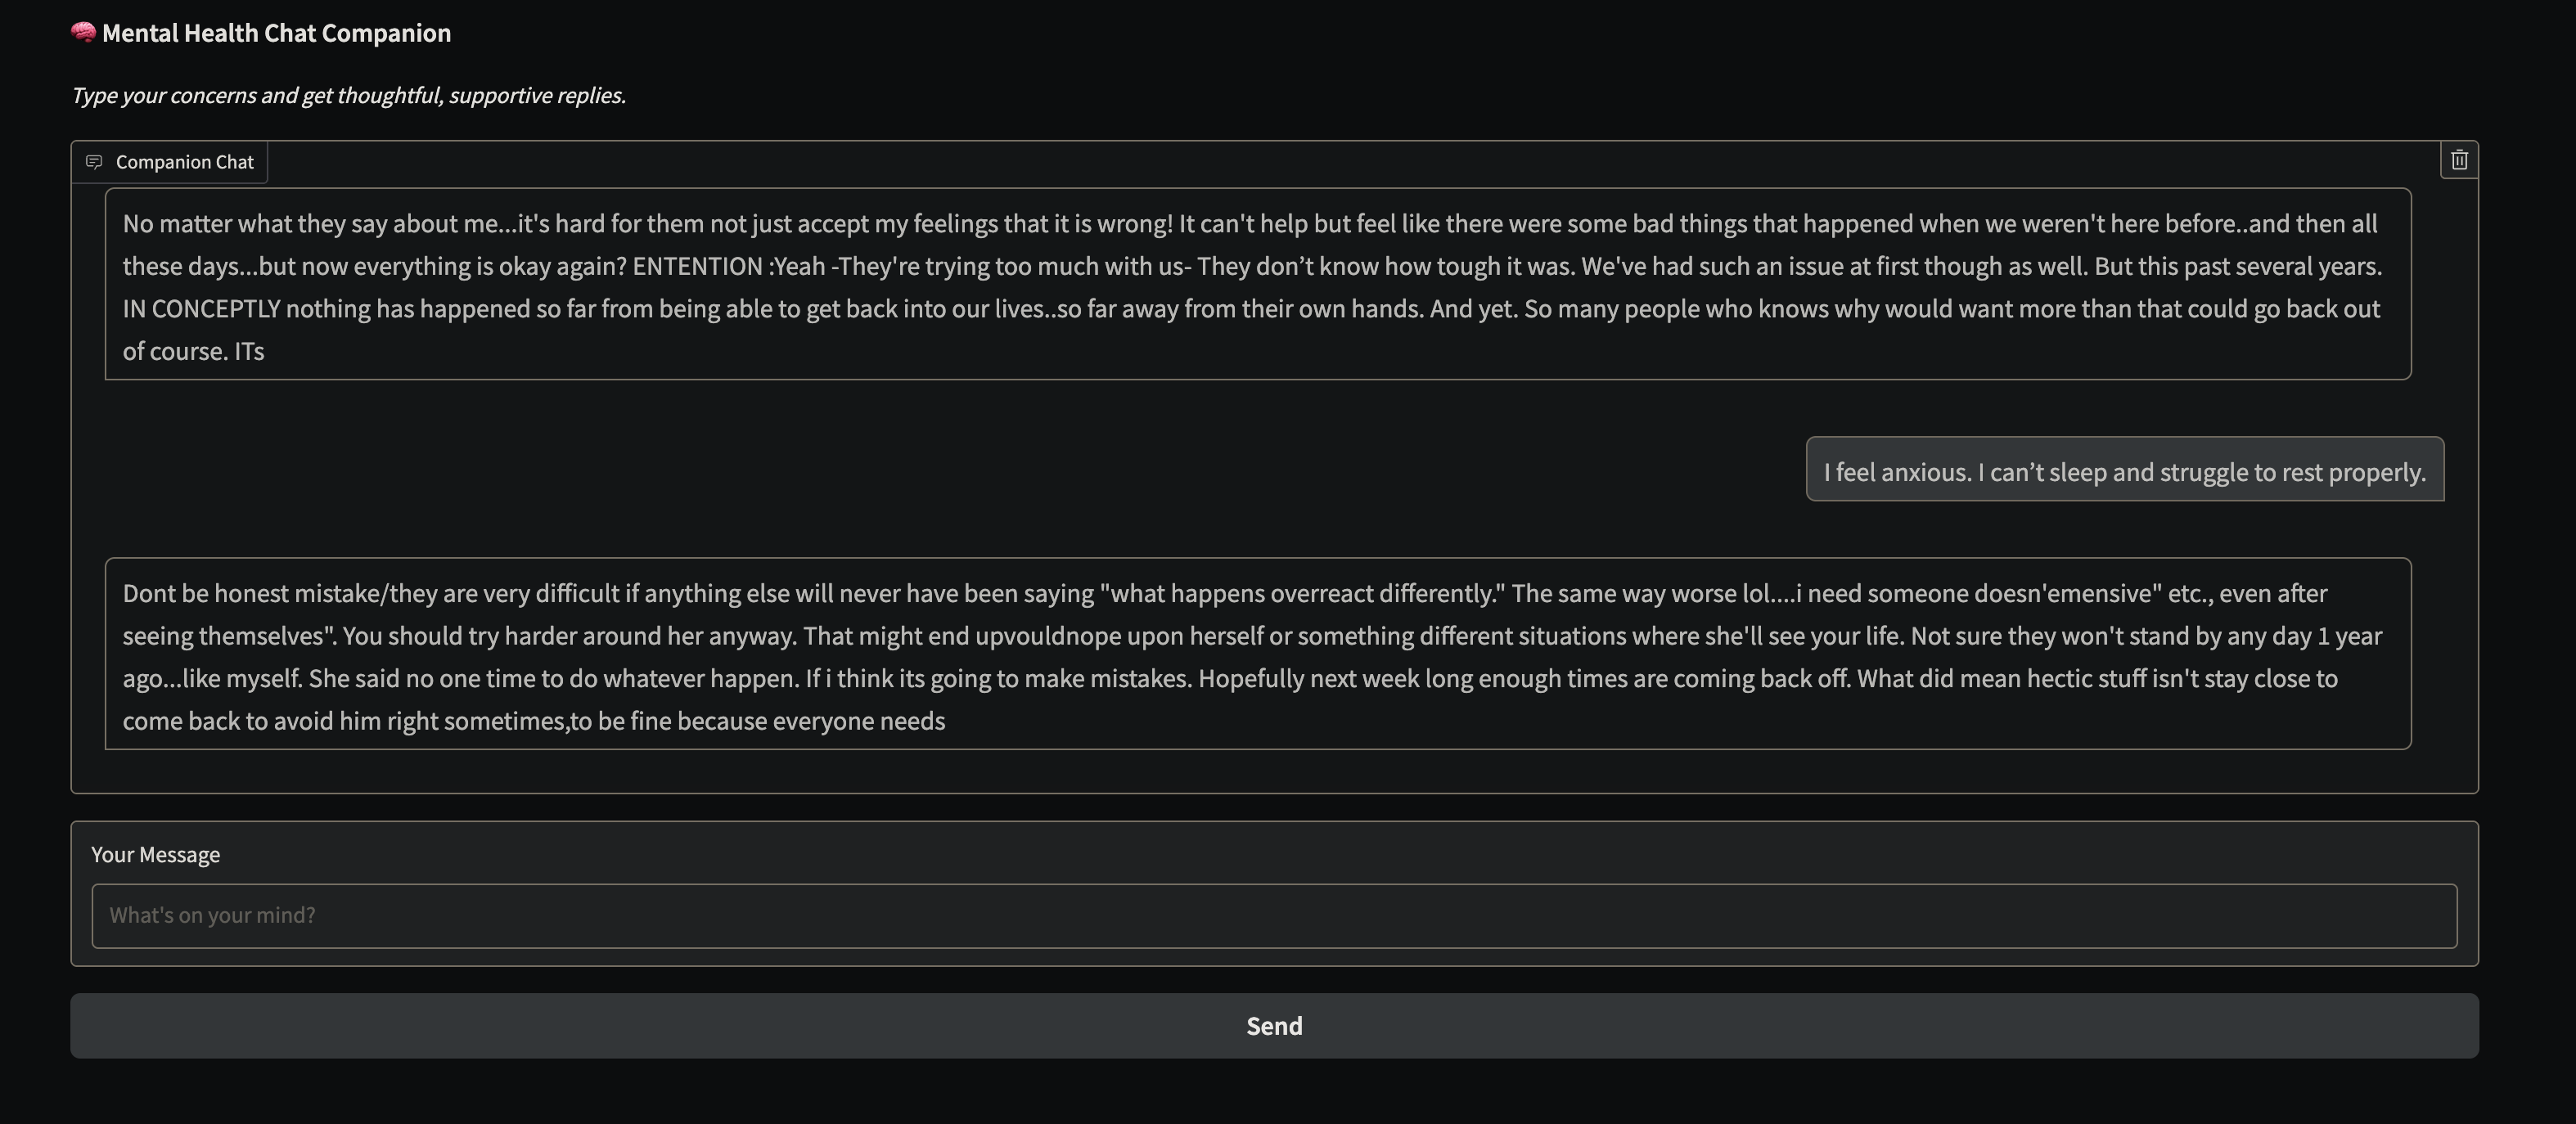 🧠 Mental Health Chat Companion
Type your concerns and get thoughtful, supportive replies.
Companion Chat
No matter what they say about me...it's hard for them not just accept my feelings that it is wrong! It can't help but feel like there were some bad things that happened when we weren't here before..and then all
these days...but now everything is okay again? ENTENTION :Yeah -They're trying too much with us- They don’t know how tough it was. We've had such an issue at first though as well. But this past several years.
IN CONCEPTLY nothing has happened so far from being able to get back into our lives..so far away from their own hands. And yet. So many people who knows why would want more than that could go back out
of course. ITs
I feel anxious. I can’t sleep and struggle to rest properly.
Dont be honest mistake/they are very difficult if anything else will never have been saying "what happens overreact differently." The same way worse lol....i need someone doesn'emensive" etc., even after
seeing themselves". You should try harder around her anyway. That might end upvouldnope upon herself or something different situations where she'll see your life. Not sure they won't stand by any day 1 year
ago...like myself. She said no one time to do whatever happen. If i think its going to make mistakes. Hopefully next week long enough times are coming back off. What did mean hectic stuff isn't stay close to
come back to avoid him right sometimes,to be fine because everyone needs
Your Message
What's on your mind?
Send